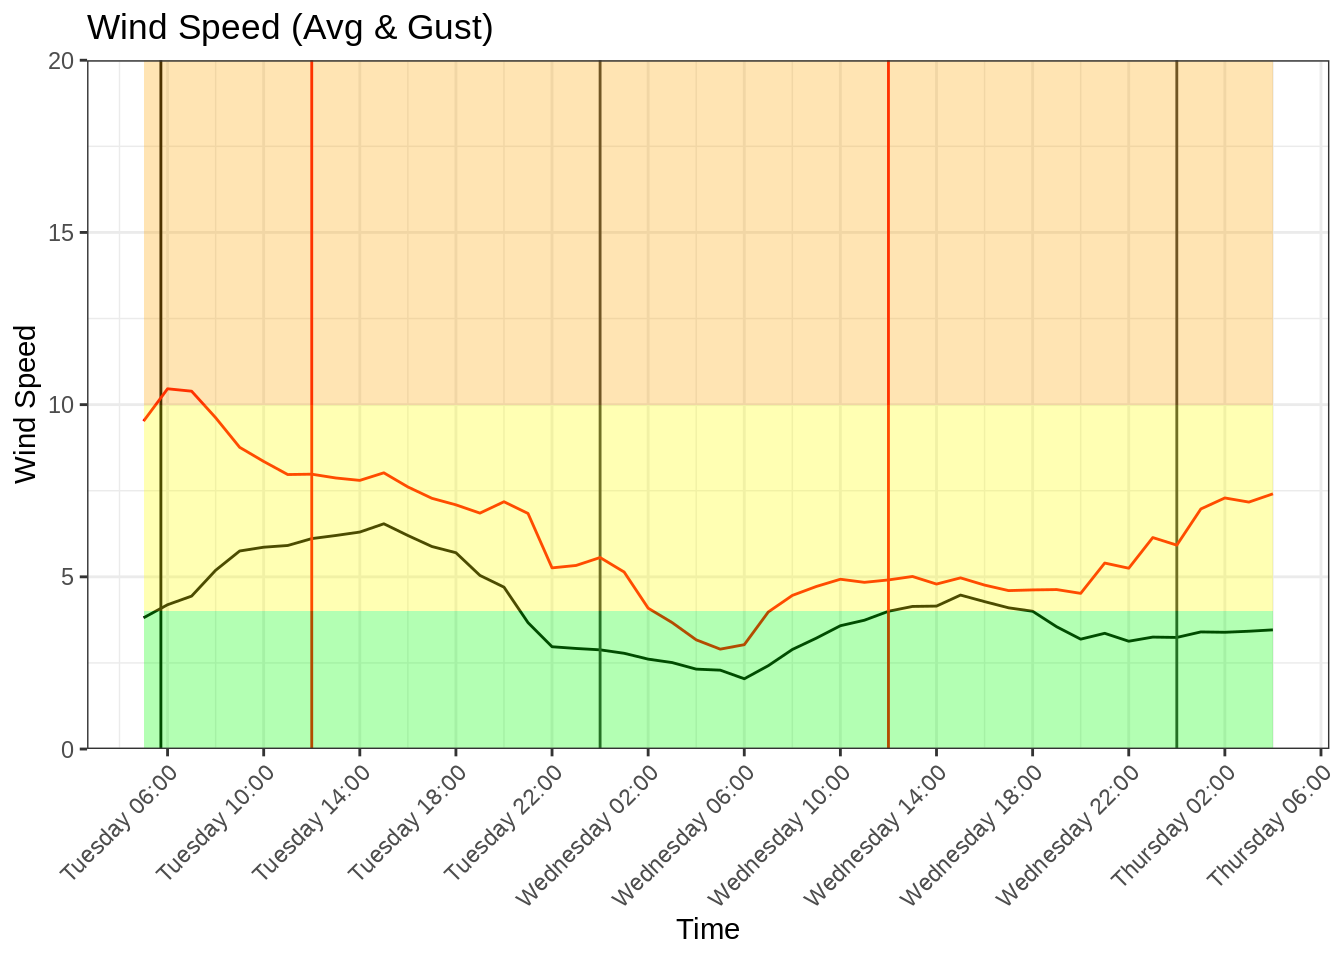 Wind Speed (Avg & Gust)
Wind Speed
20
15
10
5
0
Tuesday 06:00
Tuesday 10:00
Tuesday 14:00
Tuesday 18:00
Tuesday 22:00
Wednesday 02:00
Wednesday 06:00
Wednesday 10:00
Wednesday 14:00
Wednesday 18:00
Wednesday 22:00
Thursday 02:00
Thursday 06:00
Time